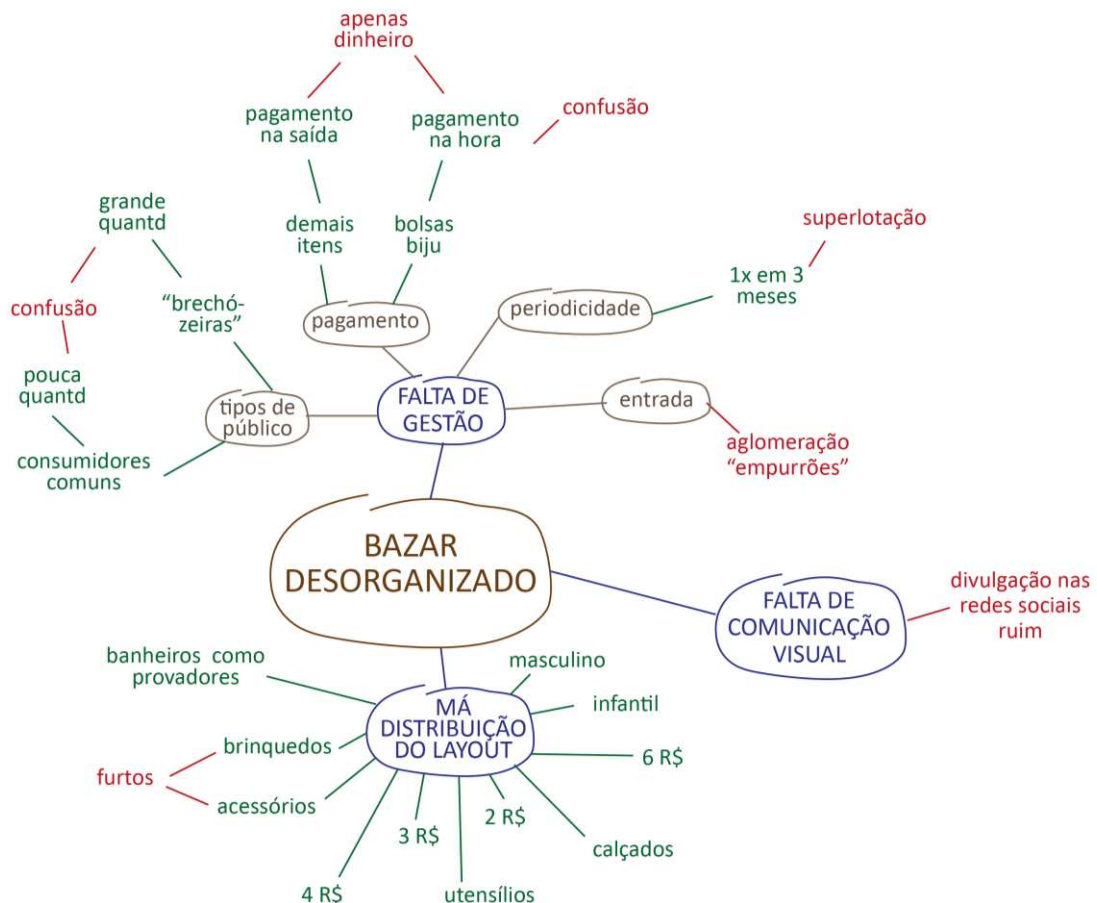 apenas
dinheiro
pagamento
na saída
pagamento
na hora
confusão
grande
quantd
demais
itens
bolsas
biju
superlotação
1x em 3
meses
confusão
"brechó-
zeiras"
pagamento
periodicidade
pouca
quantd
tipos de
público
FALTA DE
GESTÃO
entrada
consumidores
comuns
aglomeração
"empurrões"
BAZAR
DESORGANIZADO
FALTA DE
COMUNICAÇÃO
VISUAL
divulgação nas
redes sociais
ruim
banheiros como
provadores
masculino
infantil
MÁ
DISTRIBUIÇÃO
DO LAYOUT
brinquedos
6 R$
furtos
acessórios
3 R$
2 R$
calçados
4 R$
utensílios